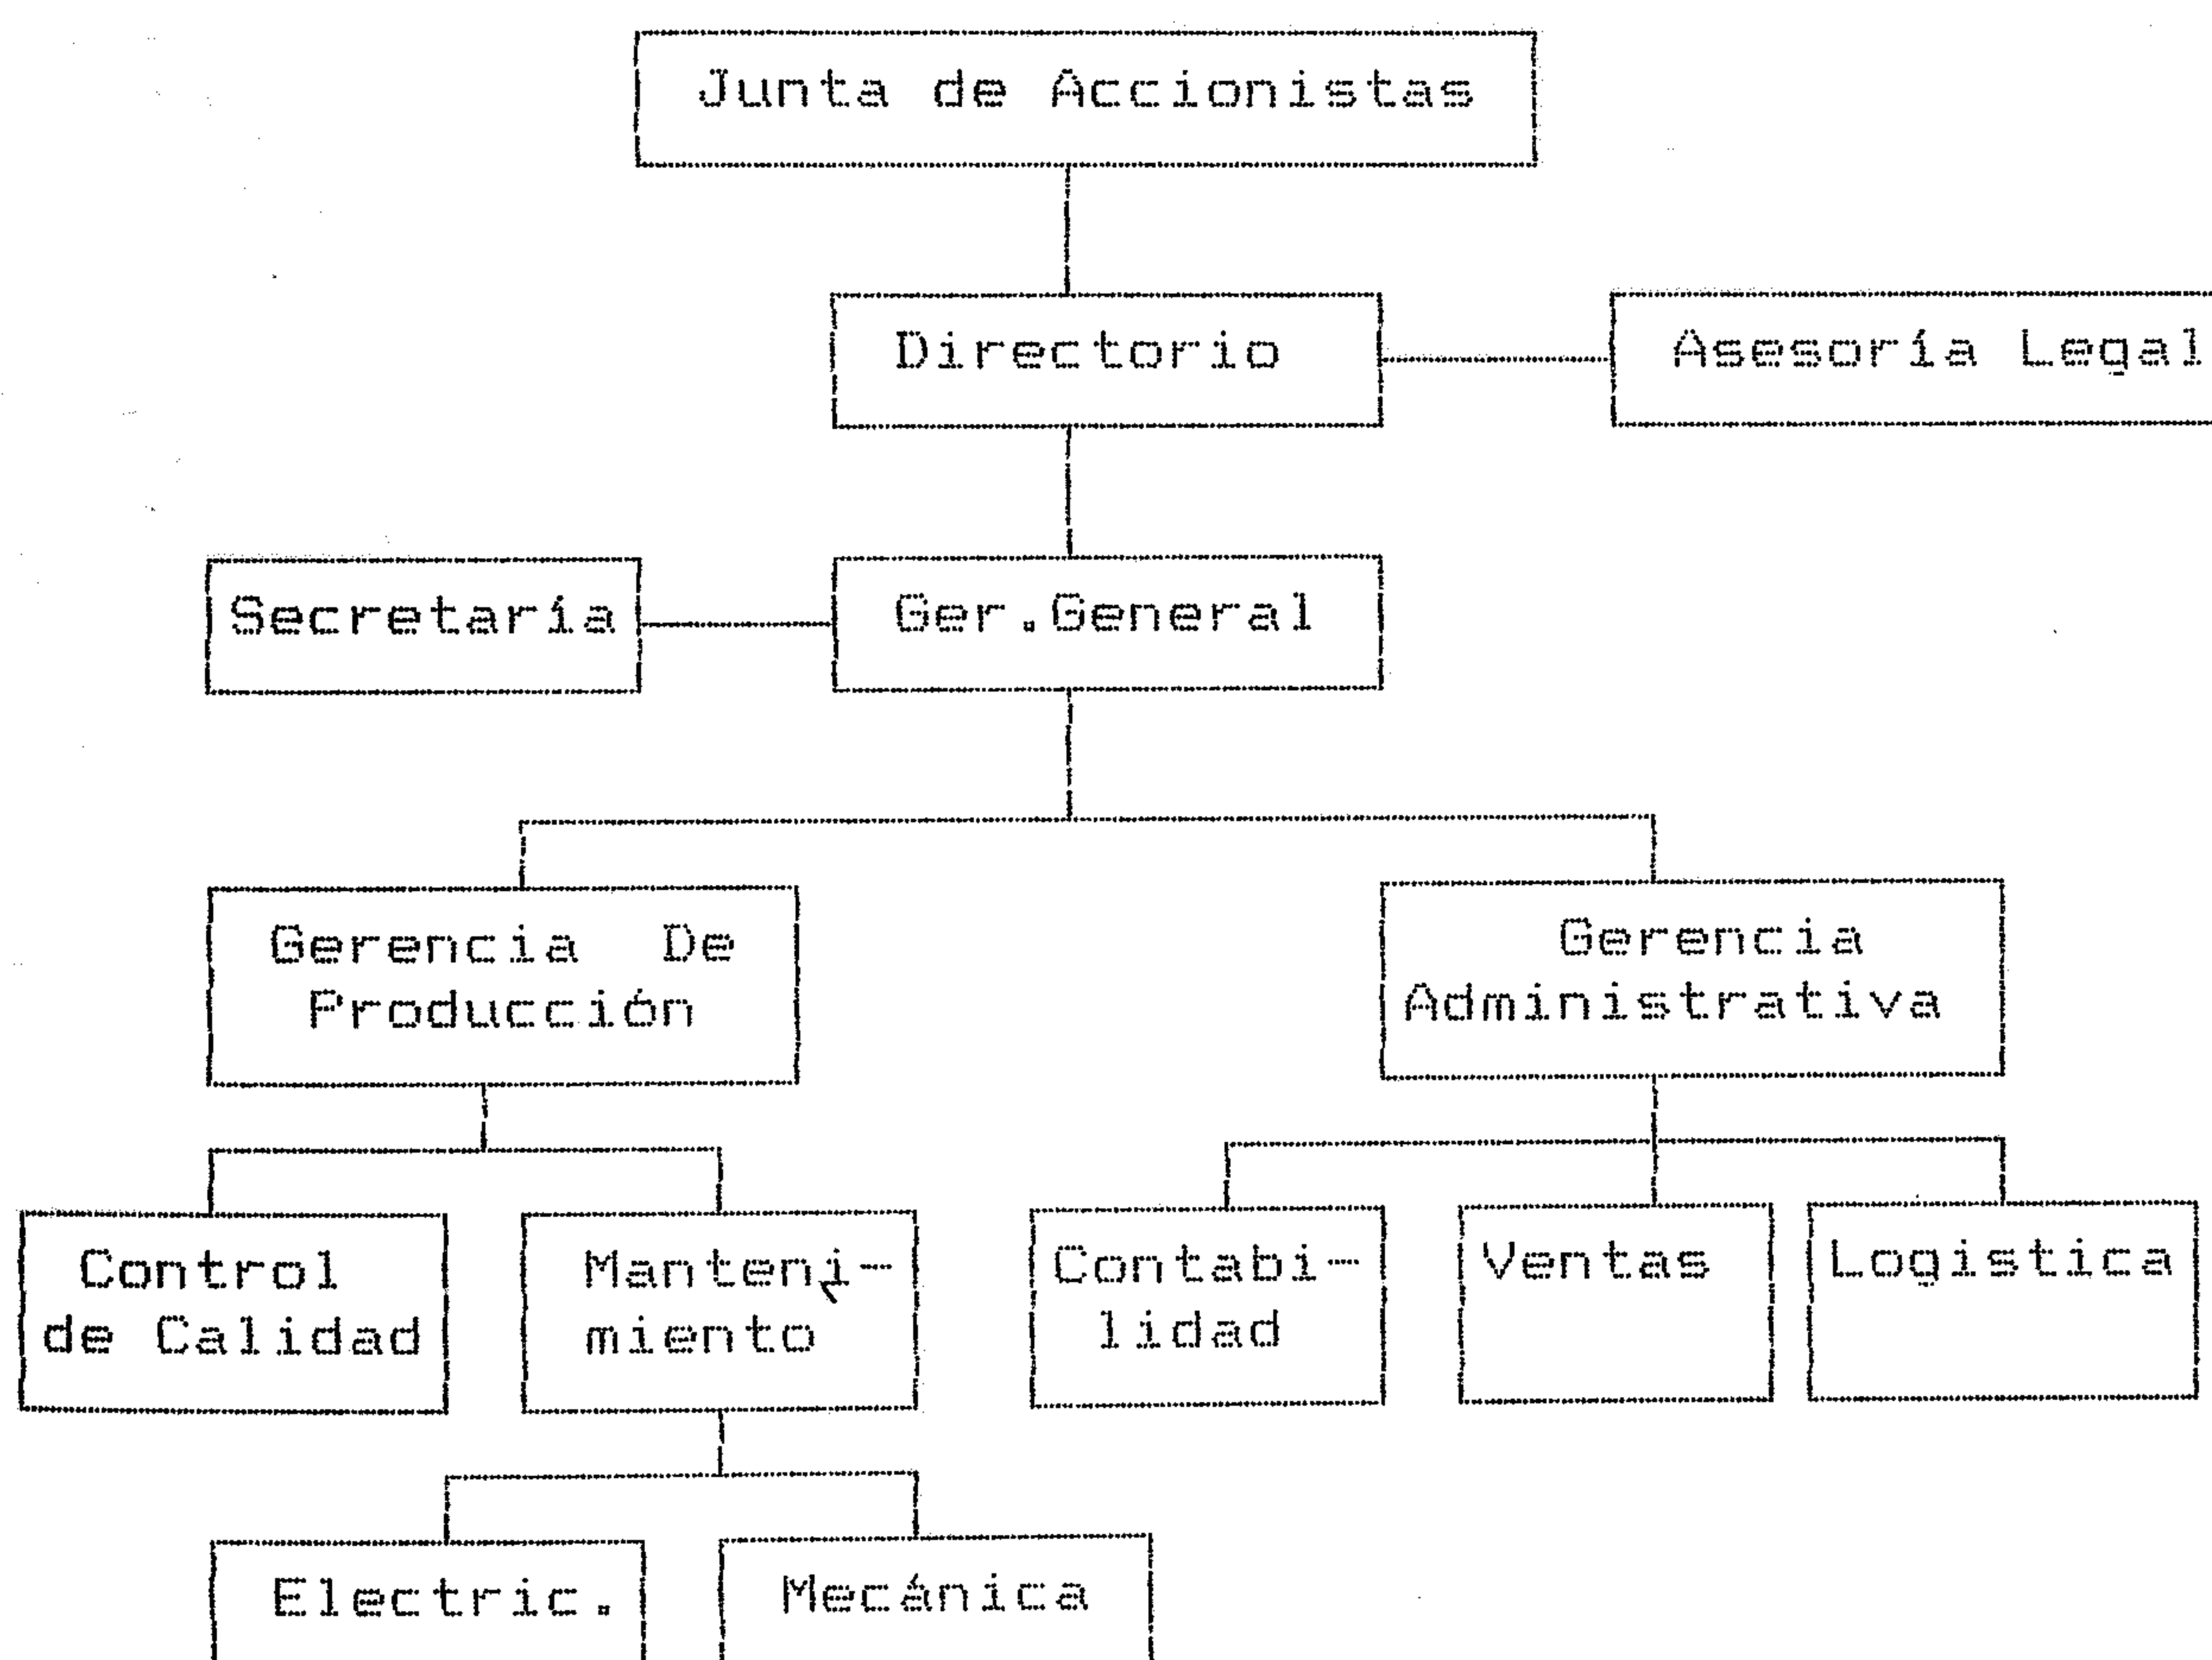 Junta de Accionistas
Directorio
Asesoría Legal
Secretaría
Ger.General
Gerencia De
Producción
Gerencia
Administrativa
Control
de Calidad
Manteni-
miento
Contabi-
lidad
Ventas
Logistica
Electric.
Mecánica